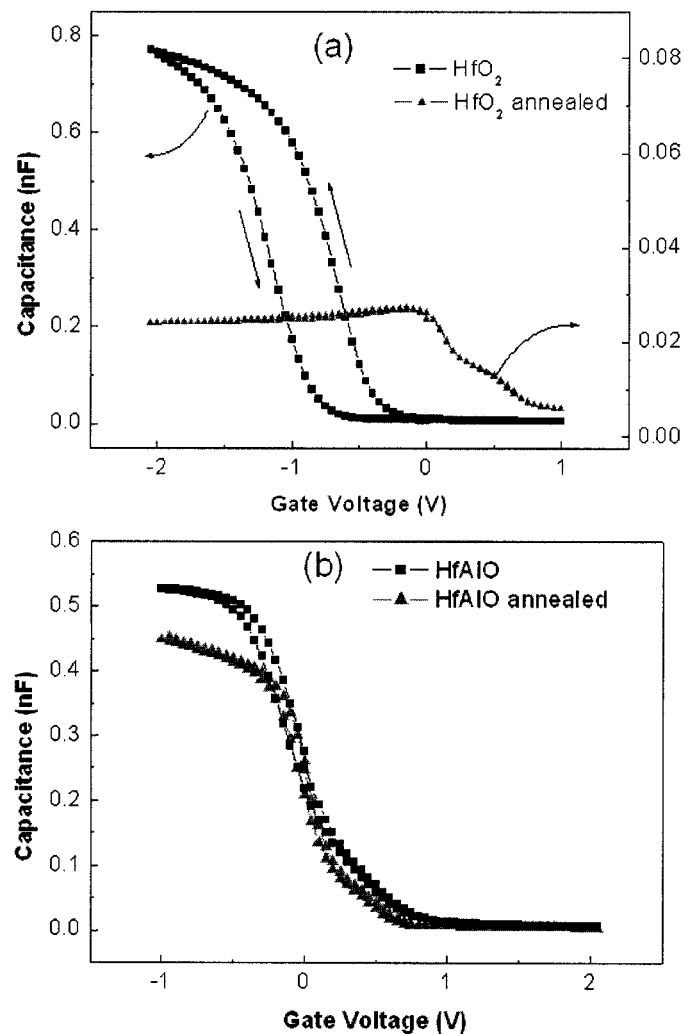 (a)
HfO2
HfO2 annealed
Capacitance (nF)
0.8
0.6
0.4
0.2
0.0
0.08
0.06
0.04
0.02
0.00
-2
-1
0
1
Gate Voltage (V)
(b)
HfAlO
HfAlO annealed
Capacitance (nF)
0.6
0.5
0.4
0.3
0.2
0.1
0.0
-1
0
1
2
Gate Voltage (V)